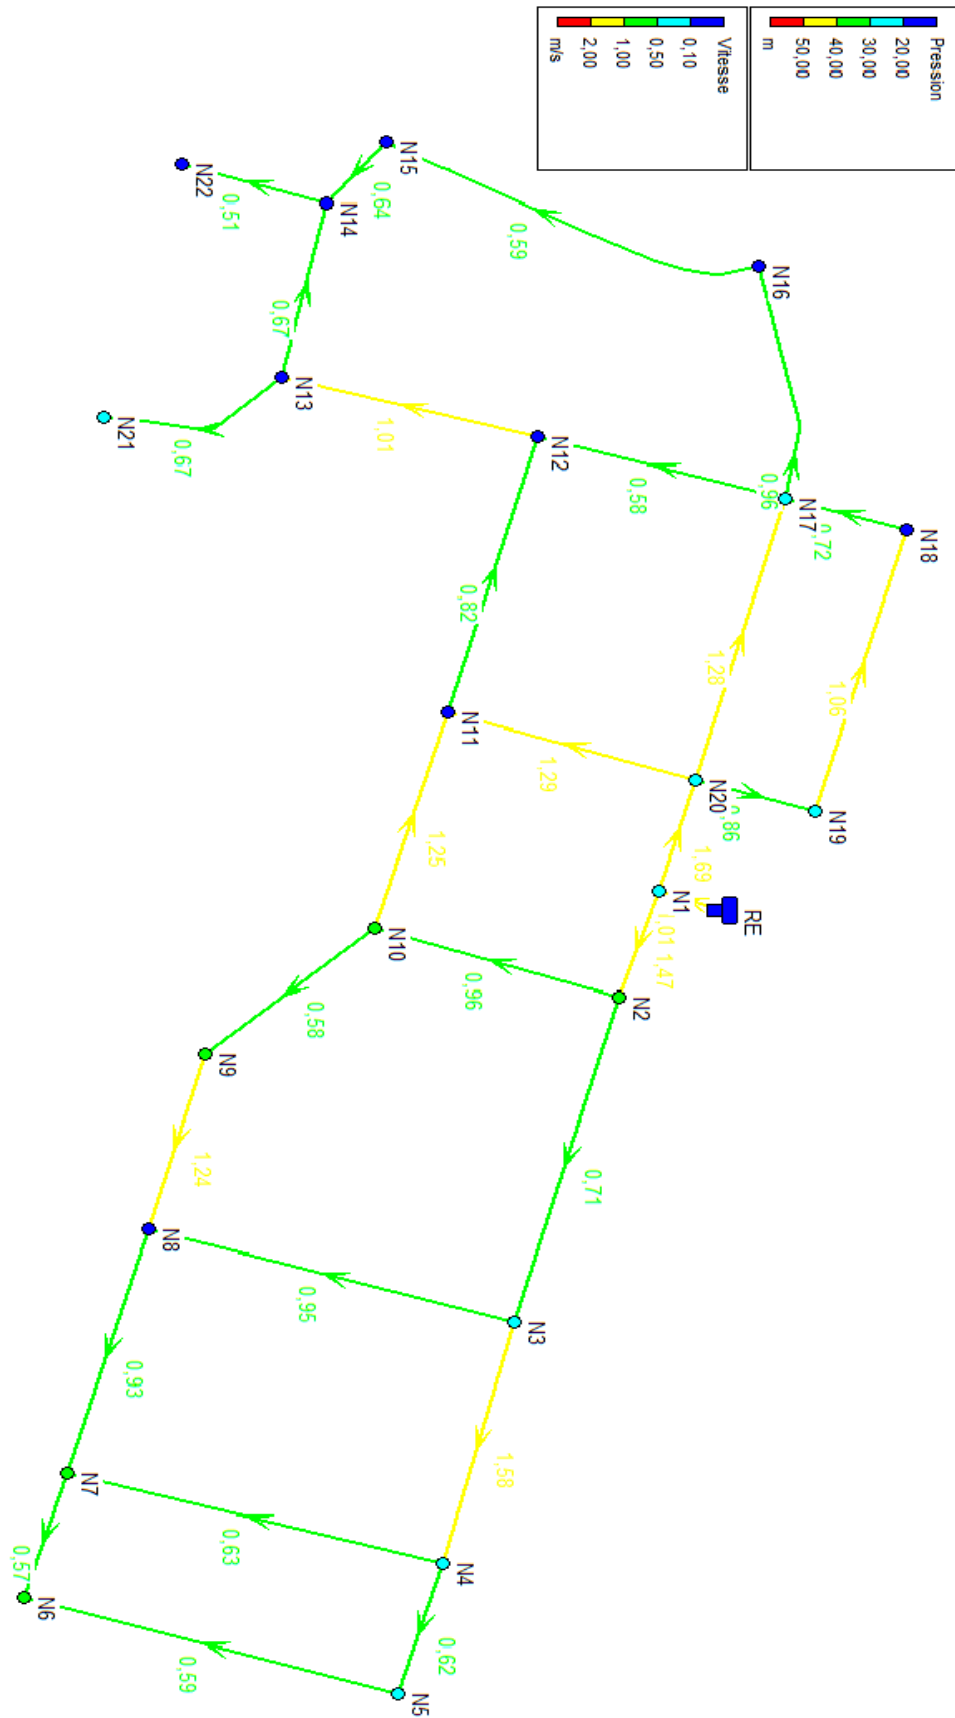 Pression
20,00
30,00
40,00
50,00
m
Vitesse
0,10
0,50
1,00
2,00
m/s
N15
N22
0,51
0,64
N14
0,59
N16
0,67
N13
N21
0,67
1,01
N12
0,58
0,96
N17
0,72
N18
0,82
1,28
1,06
N11
1,29
N20
0,86
N19
1,25
1,69
N1
RE
1,01
1,47
N10
0,96
N2
0,58
N9
0,71
1,24
N8
0,95
N3
0,93
1,58
N7
0,63
N4
0,57
N6
0,62
0,59
N5